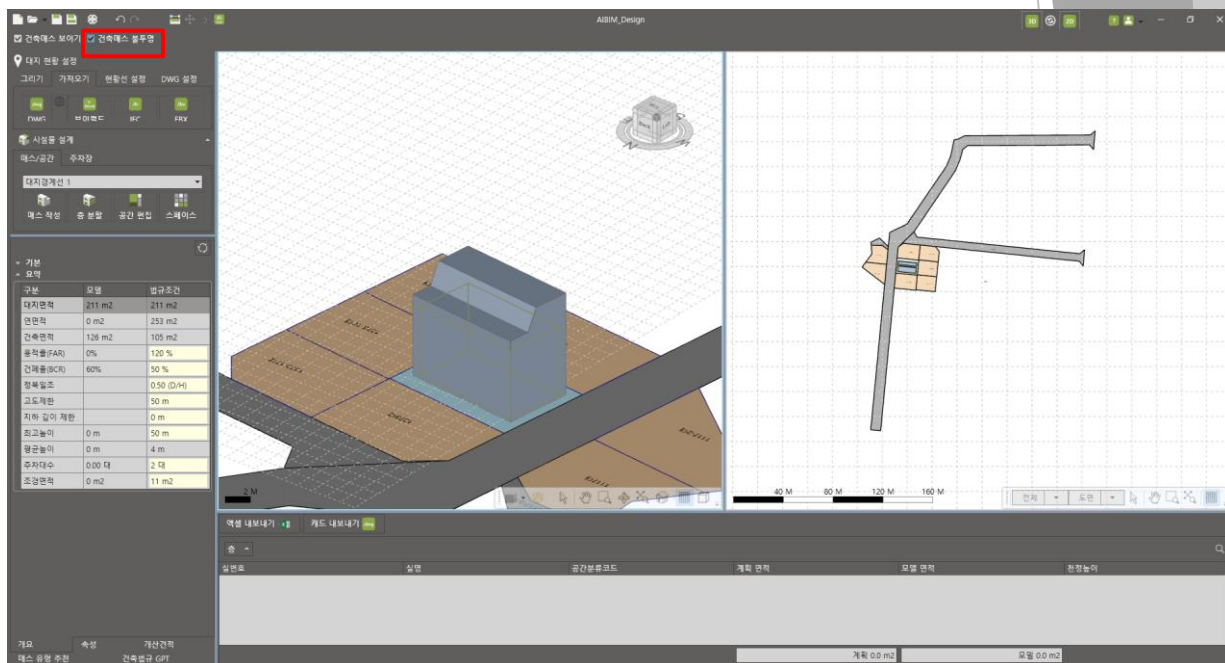 AIBIM_Design
3D
2D
건축매스 보이기
건축매스 불투명
대지 현황 설정
그리기 가져오기 현황선 설정 DWG 설정
DWG 브이월드 IFC FBX
시설물 설계
매스/공간 주차장
대지경계선 1
매스 작성 층 분할 공간 편집 스페이스
기본
요약
구분 모델 법규조건
대지면적 211 m2 211 m2
연면적 0 m2 253 m2
건축면적 126 m2 105 m2
용적률(FAR) 0% 120 %
건폐율(BCR) 60% 50 %
정북일조 0.50 (D/H)
고도제한 50 m
지하 깊이 제한 0 m
최고높이 0 m 50 m
평균높이 0 m 4 m
주차대수 0.00 대 2 대
조경면적 0 m2 11 m2
개요 속성 개산견적
매스 유형 추천 건축법규 GPT
2 M
40 M 80 M 120 M 160 M
전체 도면
엑셀 내보내기 캐드 내보내기
층
실번호 실명 공간분류코드 계획 면적 모델 면적 천정높이
계획 0.0 m2 모델 0.0 m2